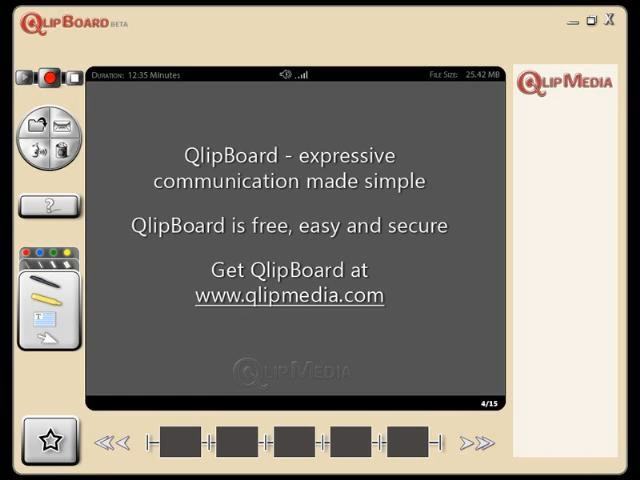 QLIPBOARD BETA
X
DURATION: 12:35 Minutes
FILE SIZE: 25.42 MB
QLIPMEDIA
QlipBoard - expressive
communication made simple
QlipBoard is free, easy and secure
Get QlipBoard at
www.qlipmedia.com
QLIPMEDIA
4/15
?
T